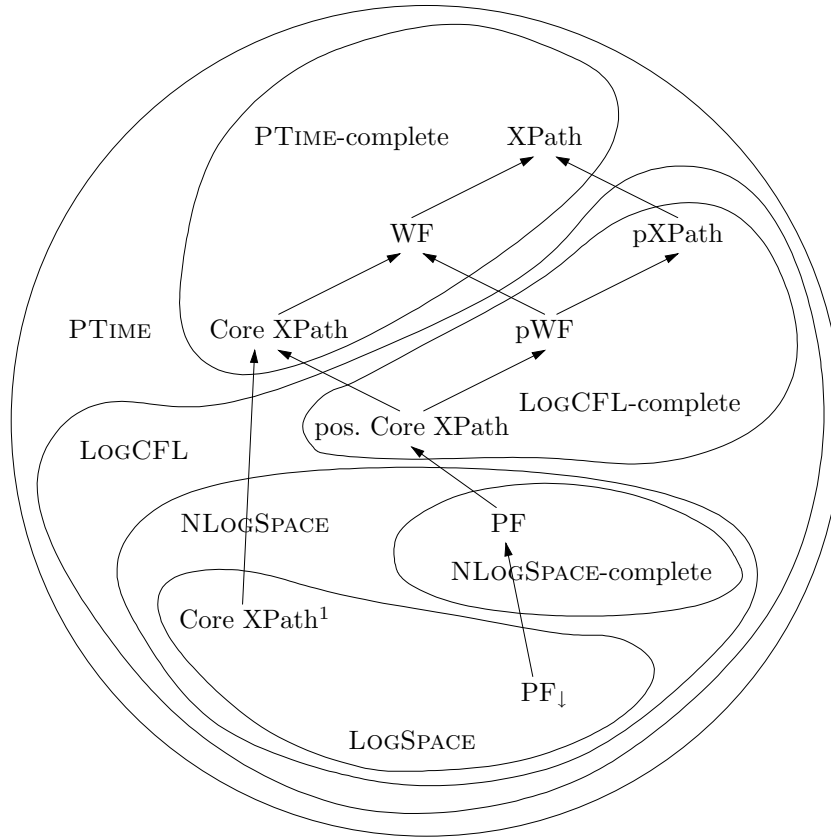 PTIME-complete
XPath
WF
pXPath
PTIME
Core XPath
pWF
LOGCFL-complete
pos. Core XPath
LOGCFL
NLOGSPACE
PF
NLOGSPACE-complete
Core XPath¹
PF↓
LOGSPACE